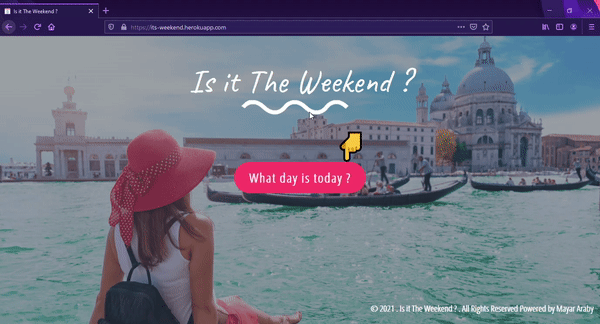 Is it The Weekend ?
https://its-weekend.herokuapp.com
Is it The Weekend ?
What day is today ?
© 2021 . Is it The Weekend ? . All Rights Reserved Powered by Mayar Araby